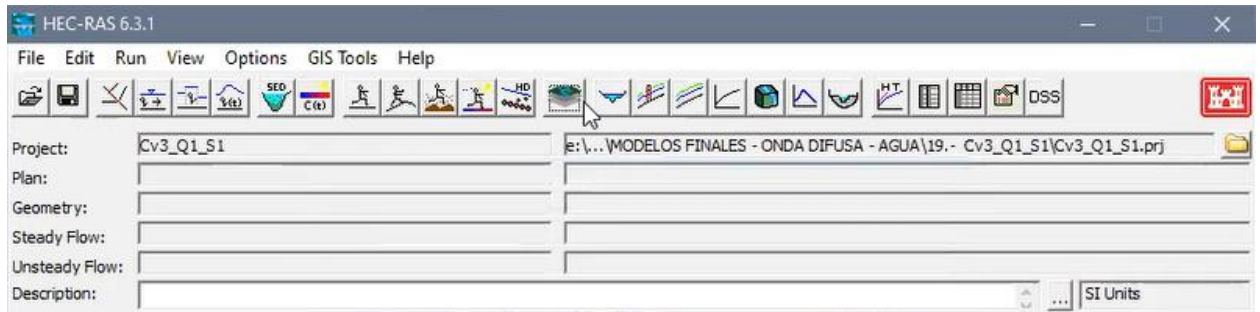 HEC-RAS 6.3.1
File Edit Run View Options GIS Tools Help
SED C(t) HD HT DSS
Project: Cv3_Q1_S1 e:\...\MODELOS FINALES - ONDA DIFUSA - AGUA\19.- Cv3_Q1_S1\Cv3_Q1_S1.prj
Plan:
Geometry:
Steady Flow:
Unsteady Flow:
Description: ... SI Units